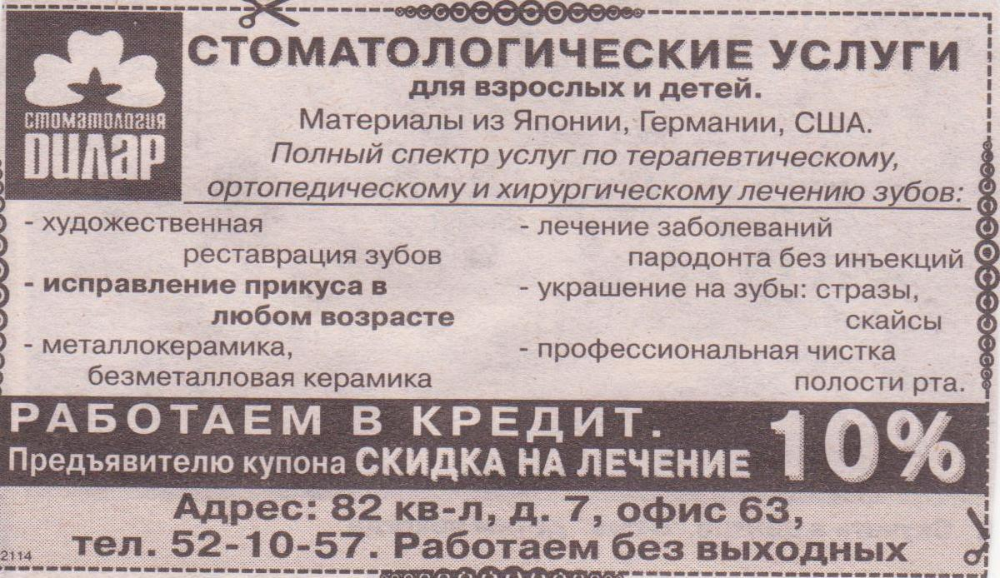 стоматология
ДИЛАР
СТОМАТОЛОГИЧЕСКИЕ УСЛУГИ
для взрослых и детей.
Материалы из Японии, Германии, США.
Полный спектр услуг по терапевтическому,
ортопедическому и хирургическому лечению зубов:
- художественная
реставрация зубов
- исправление прикуса в
любом возрасте
- металлокерамика,
безметалловая керамика
- лечение заболеваний
пародонта без инъекций
- украшение на зубы: стразы,
скайсы
- профессиональная чистка
полости рта.
РАБОТАЕМ В КРЕДИТ.
Предъявителю купона СКИДКА НА ЛЕЧЕНИЕ 10%
Адрес: 82 кв-л, д. 7, офис 63,
тел. 52-10-57. Работаем без выходных
2114